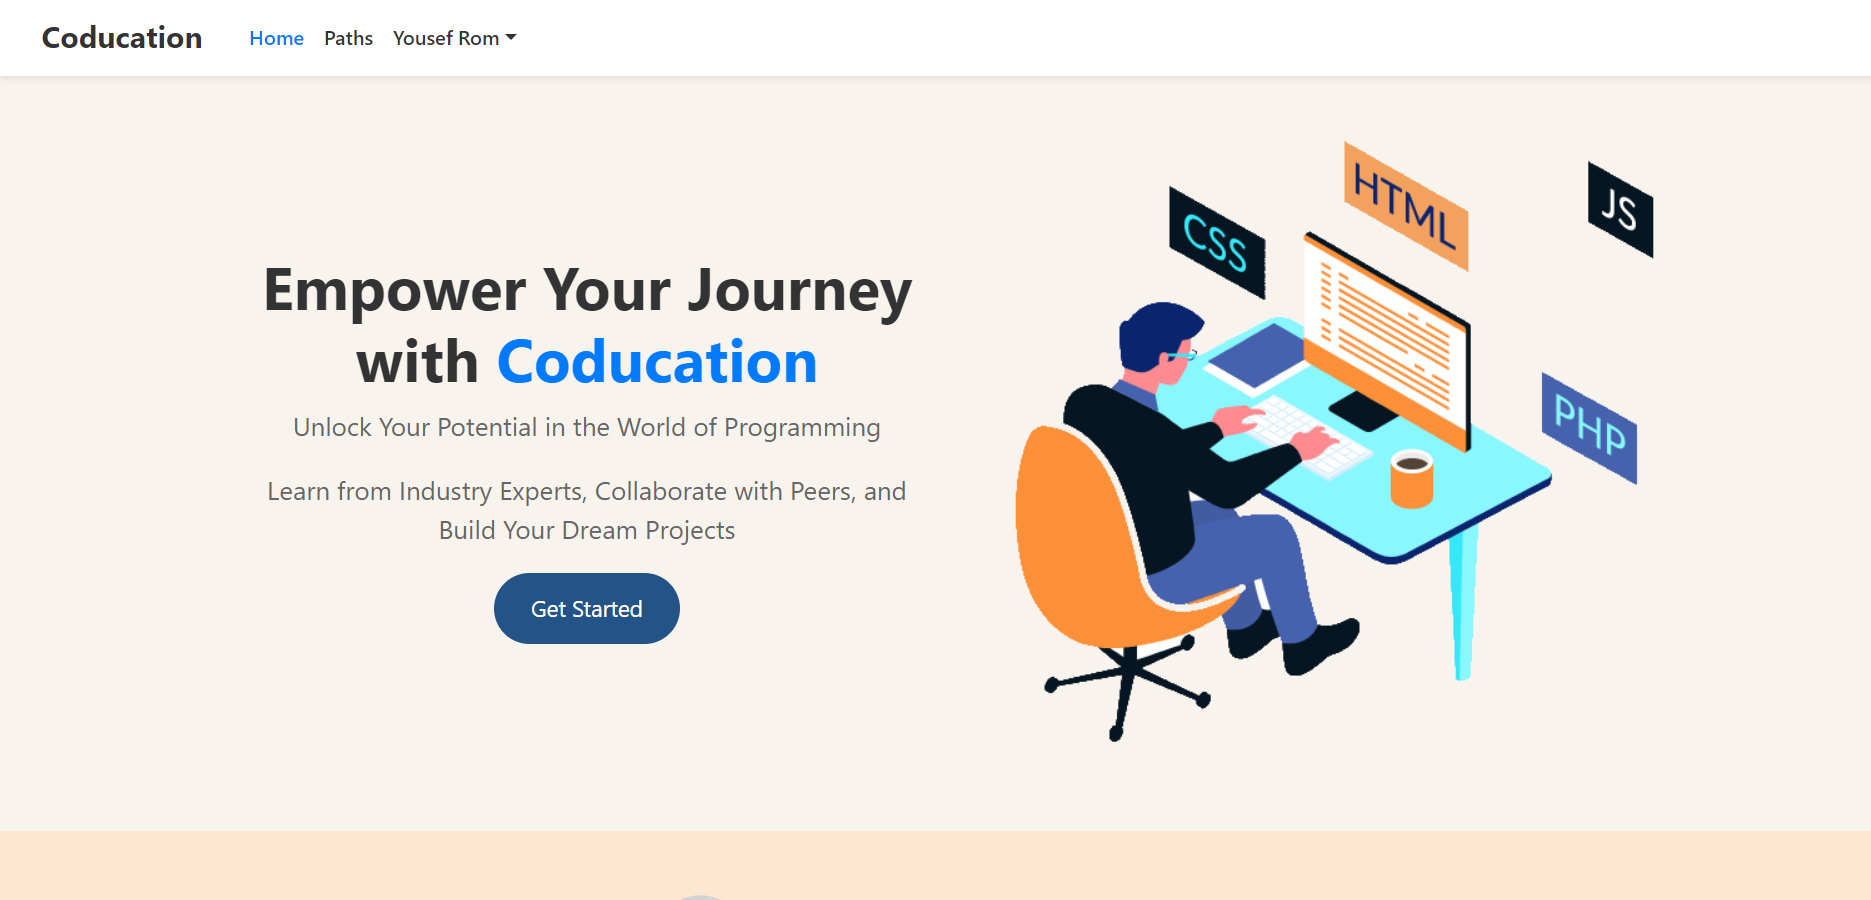 Coducation Home Paths Yousef Rom
HTML
JS
CSS
Empower Your Journey
with Coducation
Unlock Your Potential in the World of Programming
PHP
Learn from Industry Experts, Collaborate with Peers, and
Build Your Dream Projects
Get Started